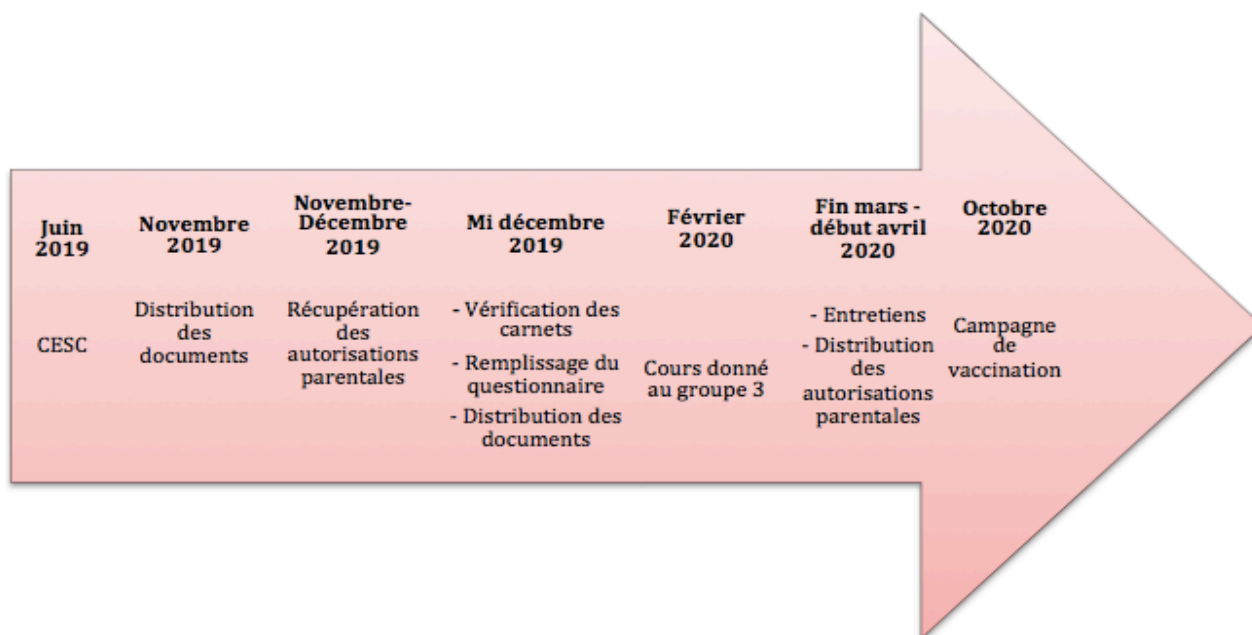 Juin
2019
CESC
Novembre
2019
Distribution
des
documents
Novembre-
Décembre
2019
Récupération
des
autorisations
parentales
Mi décembre
2019
- Vérification des
carnets
- Remplissage du
questionnaire
- Distribution des
documents
Février
2020
Cours donné
au groupe 3
Fin mars -
début avril
2020
- Entretiens
- Distribution
des
autorisations
parentales
Octobre
2020
Campagne
de
vaccination